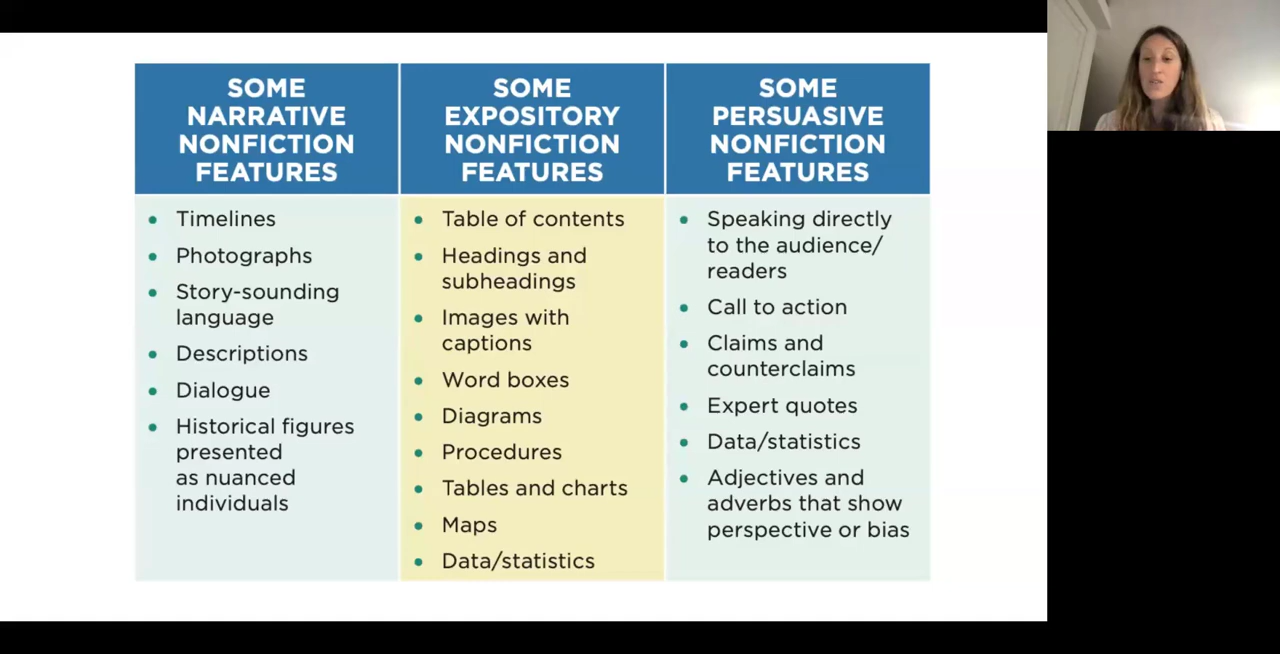 SOME
NARRATIVE
NONFICTION
FEATURES
• Timelines
• Photographs
• Story-sounding
language
• Descriptions
• Dialogue
• Historical figures
presented
as nuanced
individuals
SOME
EXPOSITORY
NONFICTION
FEATURES
• Table of contents
• Headings and
subheadings
• Images with
captions
• Word boxes
• Diagrams
• Procedures
• Tables and charts
• Maps
• Data/statistics
SOME
PERSUASIVE
NONFICTION
FEATURES
• Speaking directly
to the audience/
readers
• Call to action
• Claims and
counterclaims
• Expert quotes
• Data/statistics
• Adjectives and
adverbs that show
perspective or bias